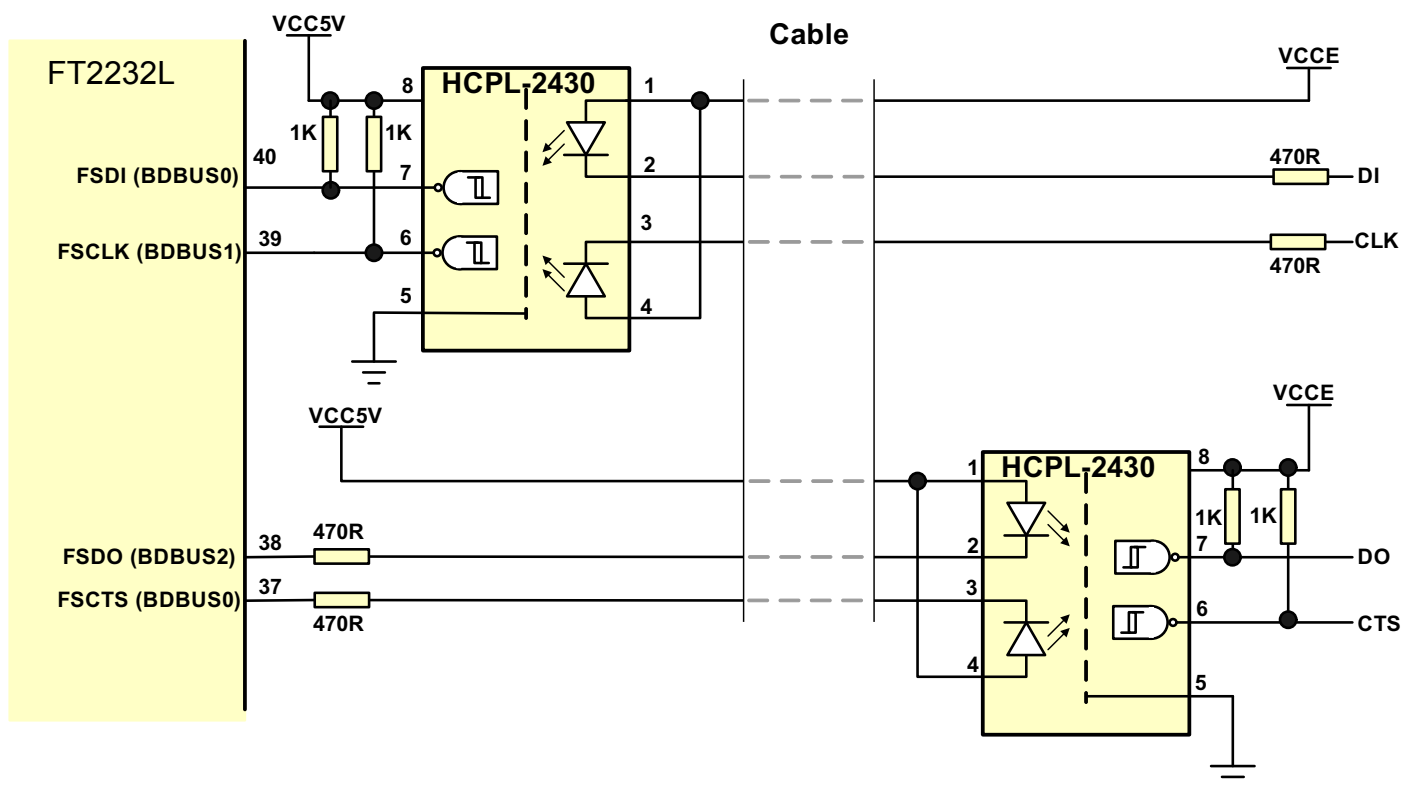 VCC5V
Cable
VCCE
FT2232L
8
HCPL-2430
1
1K
1K
40
FSDI (BDBUS0)
7
2
470R
DI
3
FSCLK (BDBUS1)
39
6
CLK
470R
5
4
VCC5V
VCCE
1
HCPL-2430
8
1K
1K
FSDO (BDBUS2)
38
470R
2
7
DO
FSCTS (BDBUS0)
37
470R
3
6
CTS
4
5